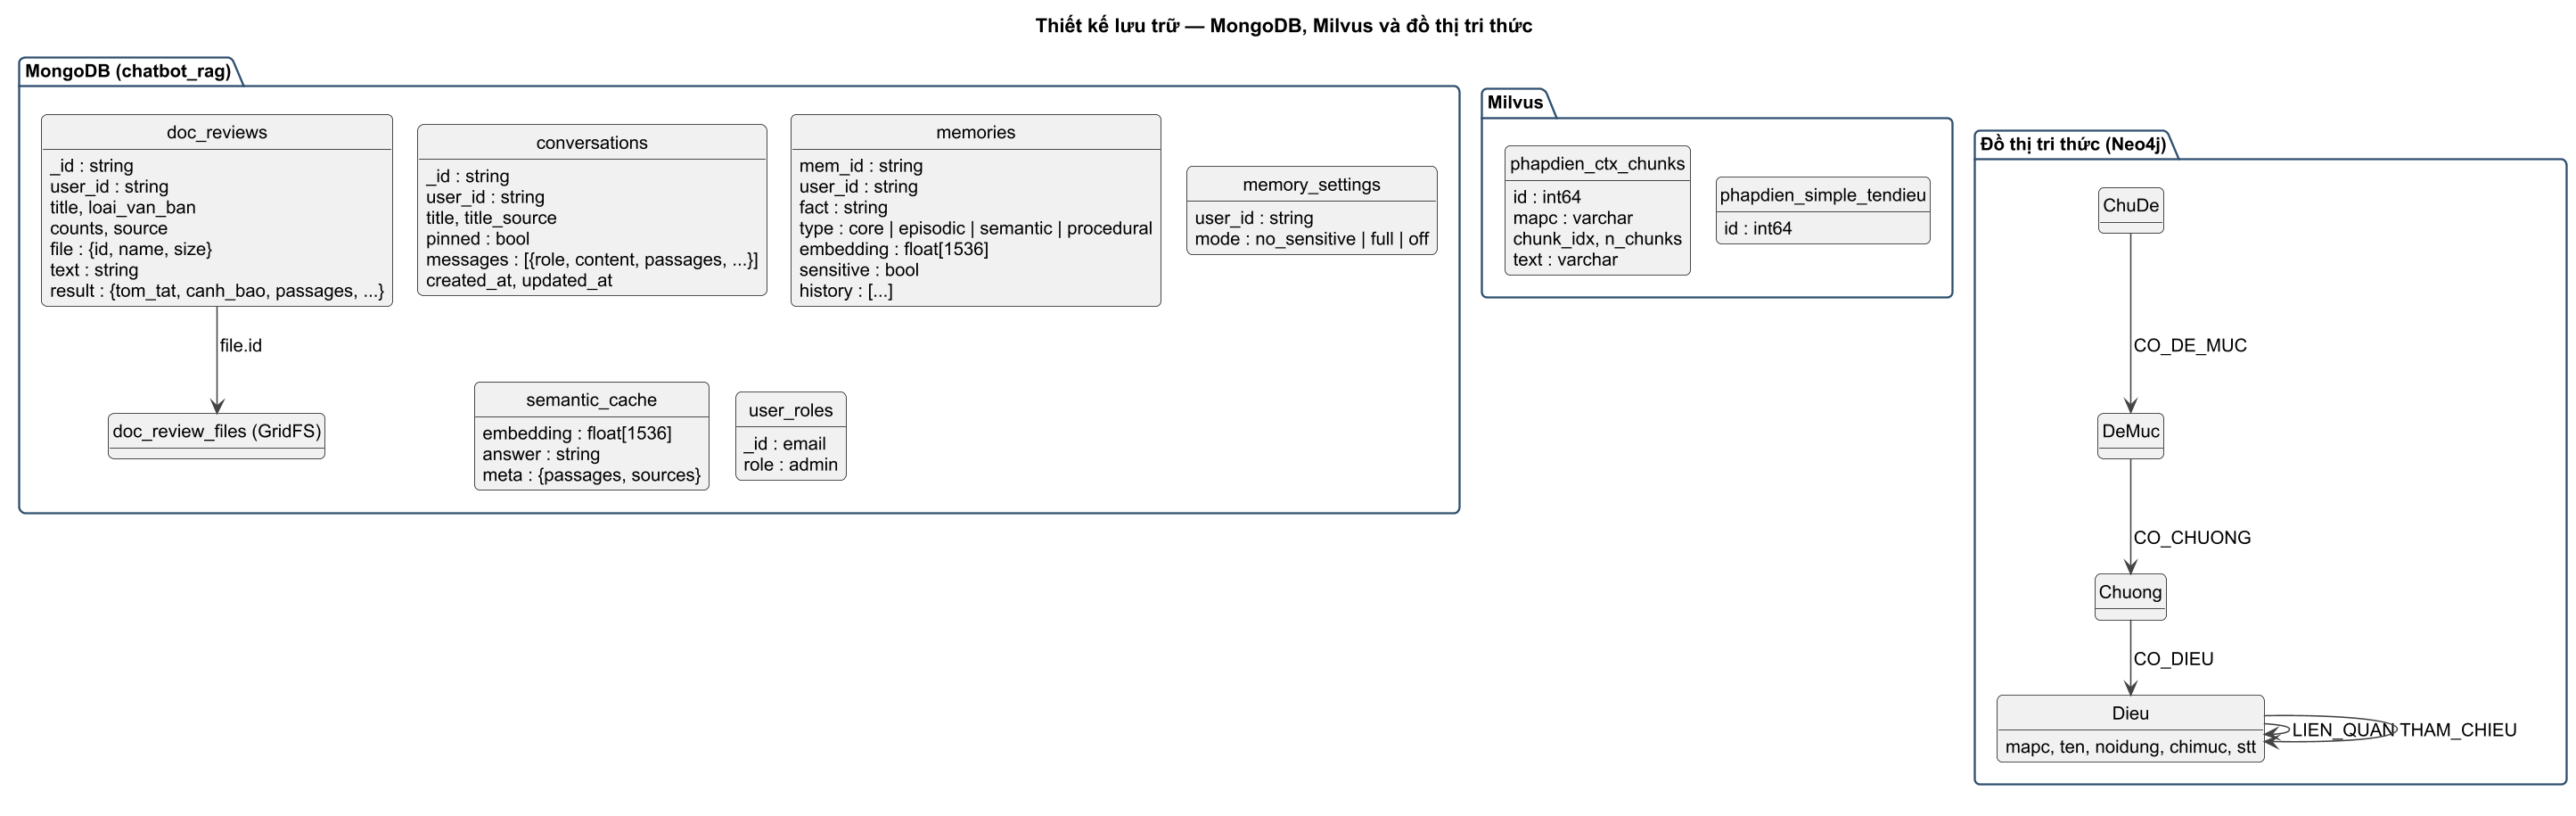 Thiết kế lưu trữ — MongoDB, Milvus và đồ thị tri thức
MongoDB (chatbot_rag)
doc_reviews
_id : string
user_id : string
title, loai_van_ban
counts, source
file : {id, name, size}
text : string
result : {tom_tat, canh_bao, passages, ...}
conversations
_id : string
user_id : string
title, title_source
pinned : bool
messages : [{role, content, passages, ...}]
created_at, updated_at
memories
mem_id : string
user_id : string
fact : string
type : core | episodic | semantic | procedural
embedding : float[1536]
sensitive : bool
history : [...]
memory_settings
user_id : string
mode : no_sensitive | full | off
file.id
doc_review_files (GridFS)
semantic_cache
embedding : float[1536]
answer : string
meta : {passages, sources}
user_roles
_id : email
role : admin
Milvus
phapdien_ctx_chunks
id : int64
mapc : varchar
chunk_idx, n_chunks
text : varchar
phapdien_simple_tendieu
id : int64
Đồ thị tri thức (Neo4j)
ChuDe
CO_DE_MUC
DeMuc
CO_CHUONG
Chuong
CO_DIEU
Dieu
mapc, ten, noidung, chimuc, stt
LIEN_QUAN
THAM_CHIEU